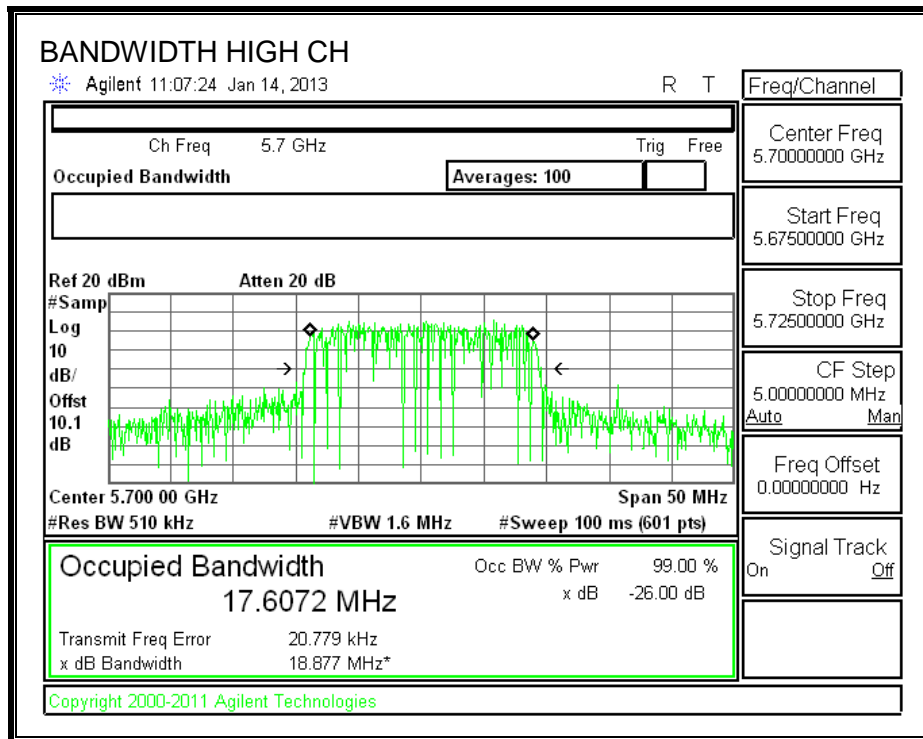 BANDWIDTH HIGH CH
Agilent 11:07:24 Jan 14, 2013 R T
Ch Freq 5.7 GHz Trig Free
Occupied Bandwidth Averages: 100
Ref 20 dBm Atten 20 dB
#Samp
Log
10
dB/
Offst
10.1
dB
Center 5.700 00 GHz Span 50 MHz
#Res BW 510 kHz #VBW 1.6 MHz #Sweep 100 ms (601 pts)
Occupied Bandwidth Occ BW % Pwr 99.00 %
17.6072 MHz x dB -26.00 dB
Transmit Freq Error 20.779 kHz
x dB Bandwidth 18.877 MHz*
Copyright 2000-2011 Agilent Technologies
Freq/Channel
Center Freq
5.70000000 GHz
Start Freq
5.67500000 GHz
Stop Freq
5.72500000 GHz
CF Step
5.00000000 MHz
Auto Man
Freq Offset
0.00000000 Hz
Signal Track
On Off